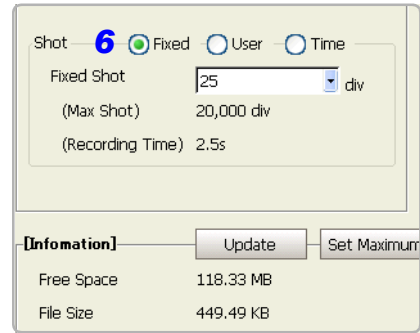 Shot 6 Fixed User Time
Fixed Shot 25 div
(Max Shot) 20,000 div
(Recording Time) 2.5s
[Infomation] Update Set Maximum
Free Space 118.33 MB
File Size 449.49 KB